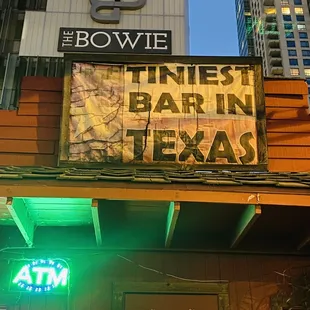 THE BOWIE
TINIEST
BAR IN
TEXAS
ATM